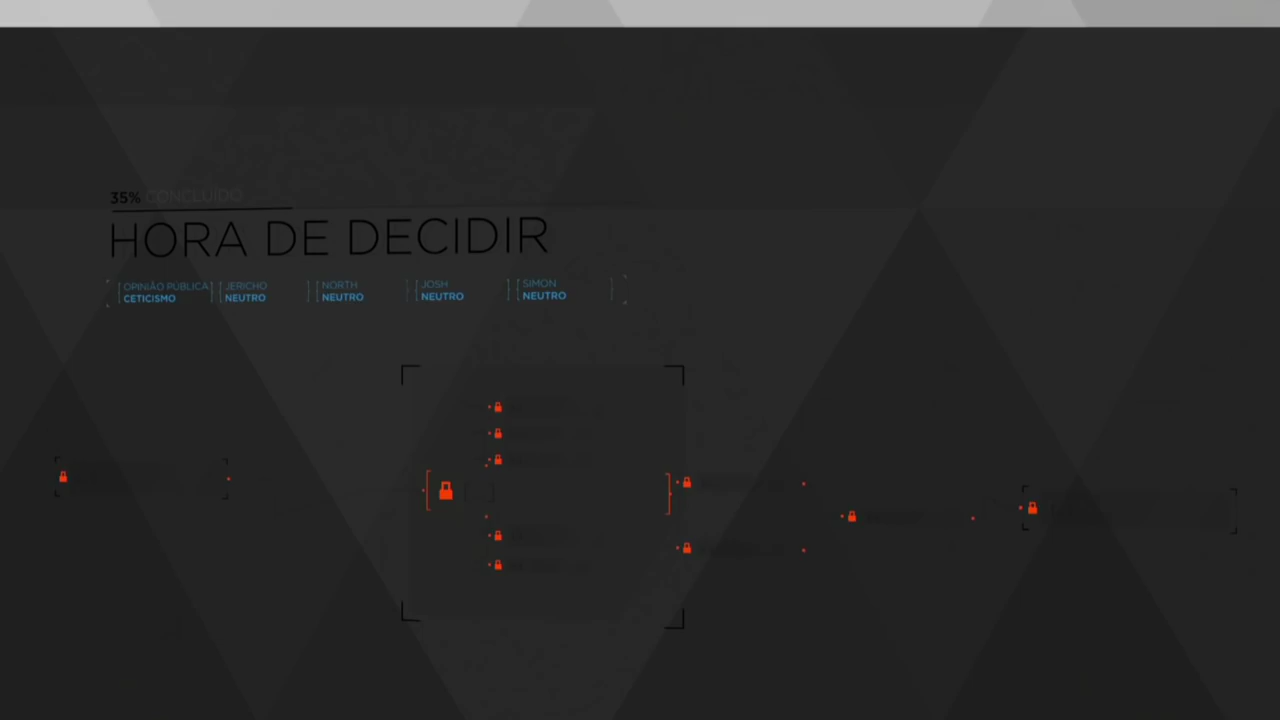 35% CONCLUÍDO
HORA DE DECIDIR
OPINIÃO PÚBLICA JERICHO NORTH JOSH SIMON
CETICISMO NEUTRO NEUTRO NEUTRO NEUTRO